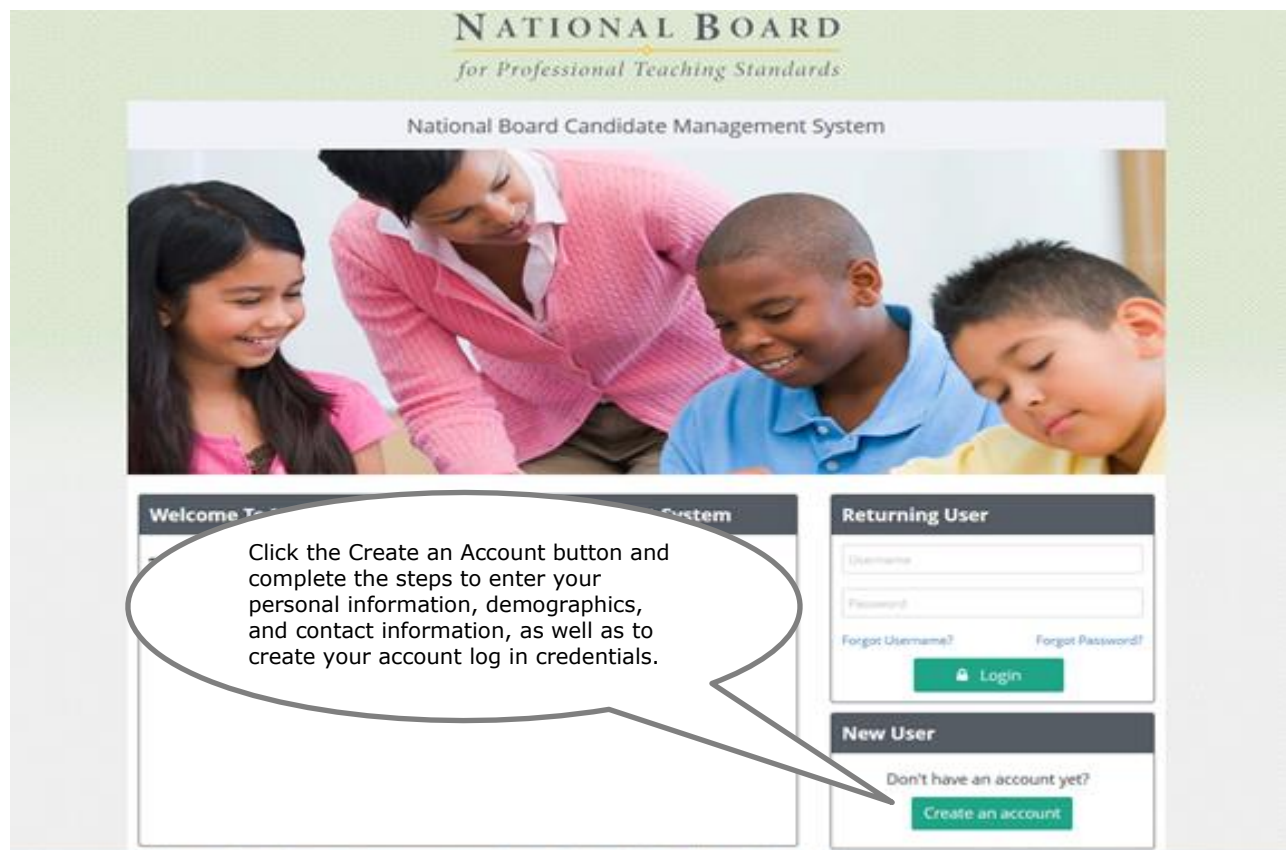 NATIONAL BOARD
for Professional Teaching Standards
National Board Candidate Management System
Welcome To
System
Click the Create an Account button and
complete the steps to enter your
personal information, demographics,
and contact information, as well as to
create your account log in credentials.
Returning User
Username
Password
Forgot Username?
Forgot Password?
Login
New User
Don't have an account yet?
Create an account